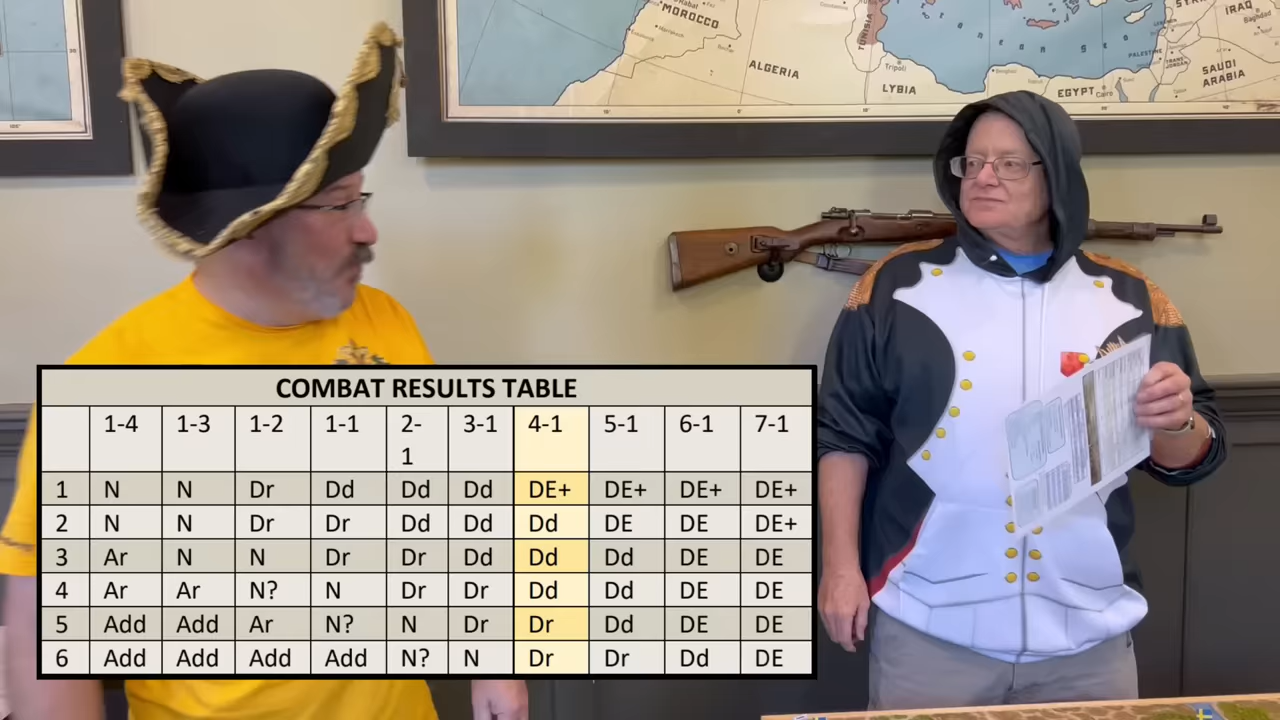 MOROCCO
ALGERIA
TUNISIA
Tripoli
LYBIA
EGYPT
Cairo
PALESTINE
SAUDI
ARABIA
IRAQ
Baghdad
COMBAT RESULTS TABLE
1-4 1-3 1-2 1-1 2-1 3-1 4-1 5-1 6-1 7-1
1 N N Dr Dd Dd Dd DE+ DE+ DE+ DE+
2 N N Dr Dr Dd Dd Dd DE DE DE+
3 Ar N N Dr Dr Dd Dd Dd DE DE
4 Ar Ar N? N Dr Dr Dd Dd DE DE
5 Add Add Ar N? N Dr Dr Dd DE DE
6 Add Add Add Add N? N Dr Dr Dd DE